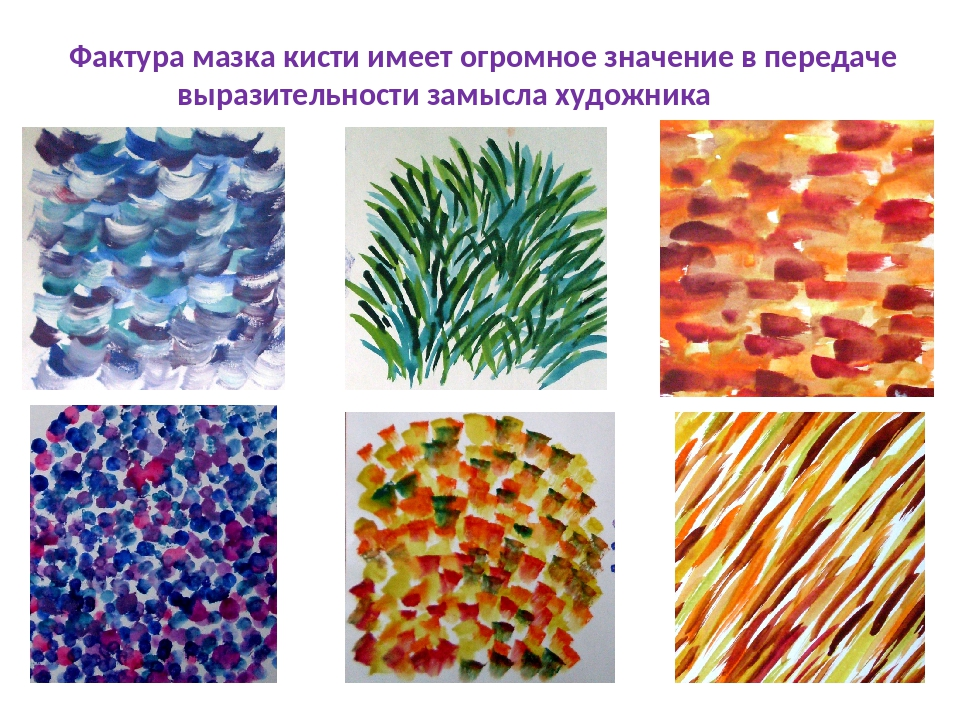 Фактура мазка кисти имеет огромное значение в передаче
выразительности замысла художника